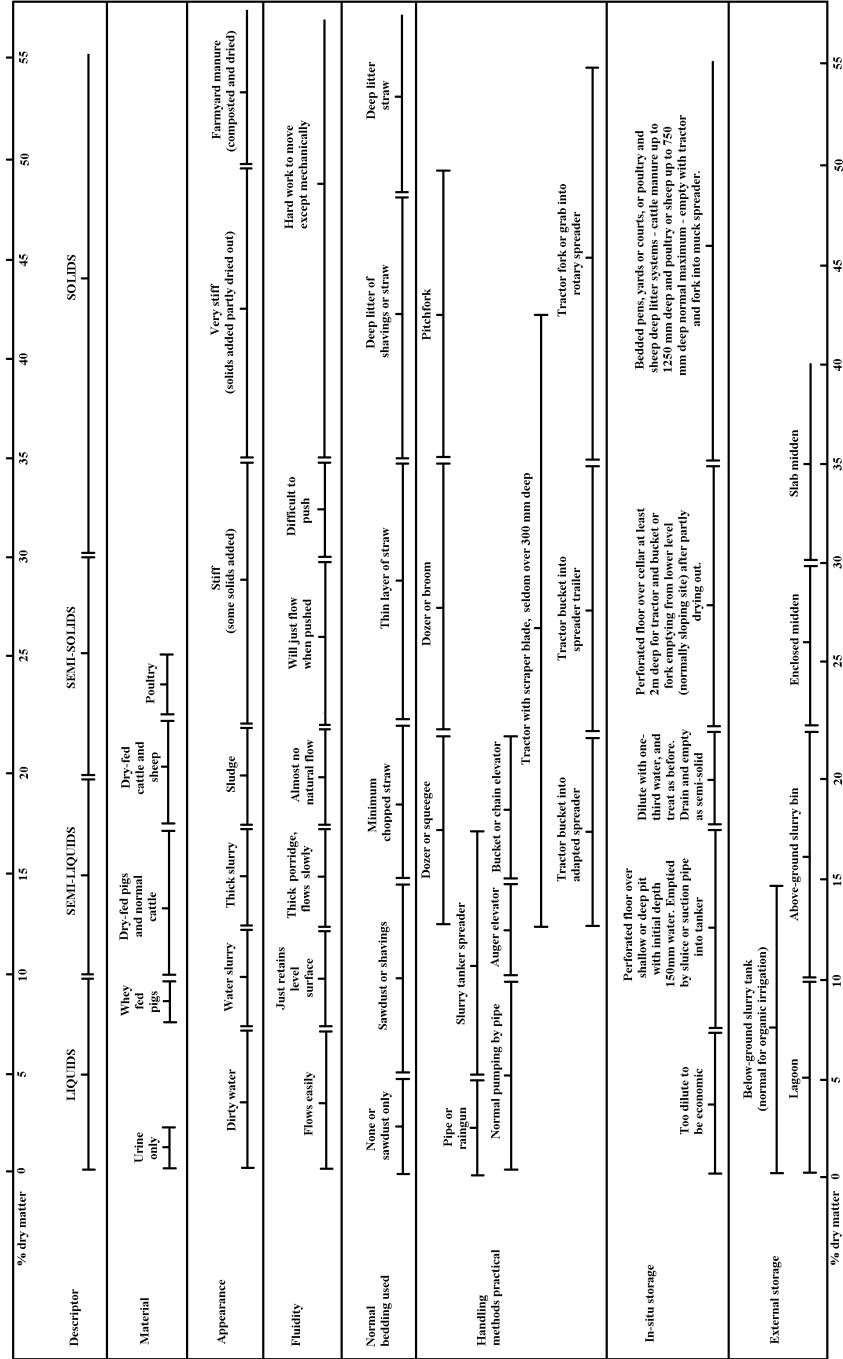 % dry matter 0 5 10 15 20 25 30 35 40 45 50 55
Descriptor
LIQUIDS
SEMI-LIQUIDS
SEMI-SOLIDS
SOLIDS
Material
Urine
only
Whey
fed
pigs
Dry-fed pigs
and normal
cattle
Dry-fed
cattle and
sheep
Poultry
Appearance
Dirty water
Water slurry
Thick slurry
Sludge
Stiff
(some solids added)
Very stiff
(solids added partly dried out)
Farmyard manure
(composted and dried)
Fluidity
Flows easily
Just retains
level
surface
Thick porridge,
flows slowly
Almost no
natural flow
Will just flow
when pushed
Difficult to
push
Hard work to move
except mechanically
Normal
bedding used
None or
sawdust only
Sawdust or shavings
Minimum
chopped straw
Thin layer of straw
Deep litter of
shavings or straw
Deep litter
straw
Handling
methods practical
Pipe or
raingun
Slurry tanker spreader
Dozer or squeegee
Dozer or broom
Pitchfork
Normal pumping by pipe
Auger elevator
Bucket or chain elevator
Tractor with scraper blade, seldom over 300 mm deep
Tractor bucket into
adapted spreader
Tractor bucket into
spreader trailer
Tractor fork or grab into
rotary spreader
In-situ storage
Too dilute to
be economic
Perforated floor over
shallow or deep pit
with initial depth
150mm water. Emptied
by sluice or suction pipe
into tanker
Dilute with one-
third water, and
treat as before.
Drain and empty
as semi-solid
Perforated floor over cellar at least
2m deep for tractor and bucket or
fork emptying from lower level
(normally sloping site) after partly
drying out.
Bedded pens, yards or courts, or poultry and
sheep deep litter systems - cattle manure up to
1250 mm deep and poultry or sheep up to 750
mm deep normal maximum - empty with tractor
and fork into muck spreader.
External storage
Below-ground slurry tank
(normal for organic irrigation)
Lagoon
Above-ground slurry bin
Enclosed midden
Slab midden
% dry matter 0 5 10 15 20 25 30 35 40 45 50 55